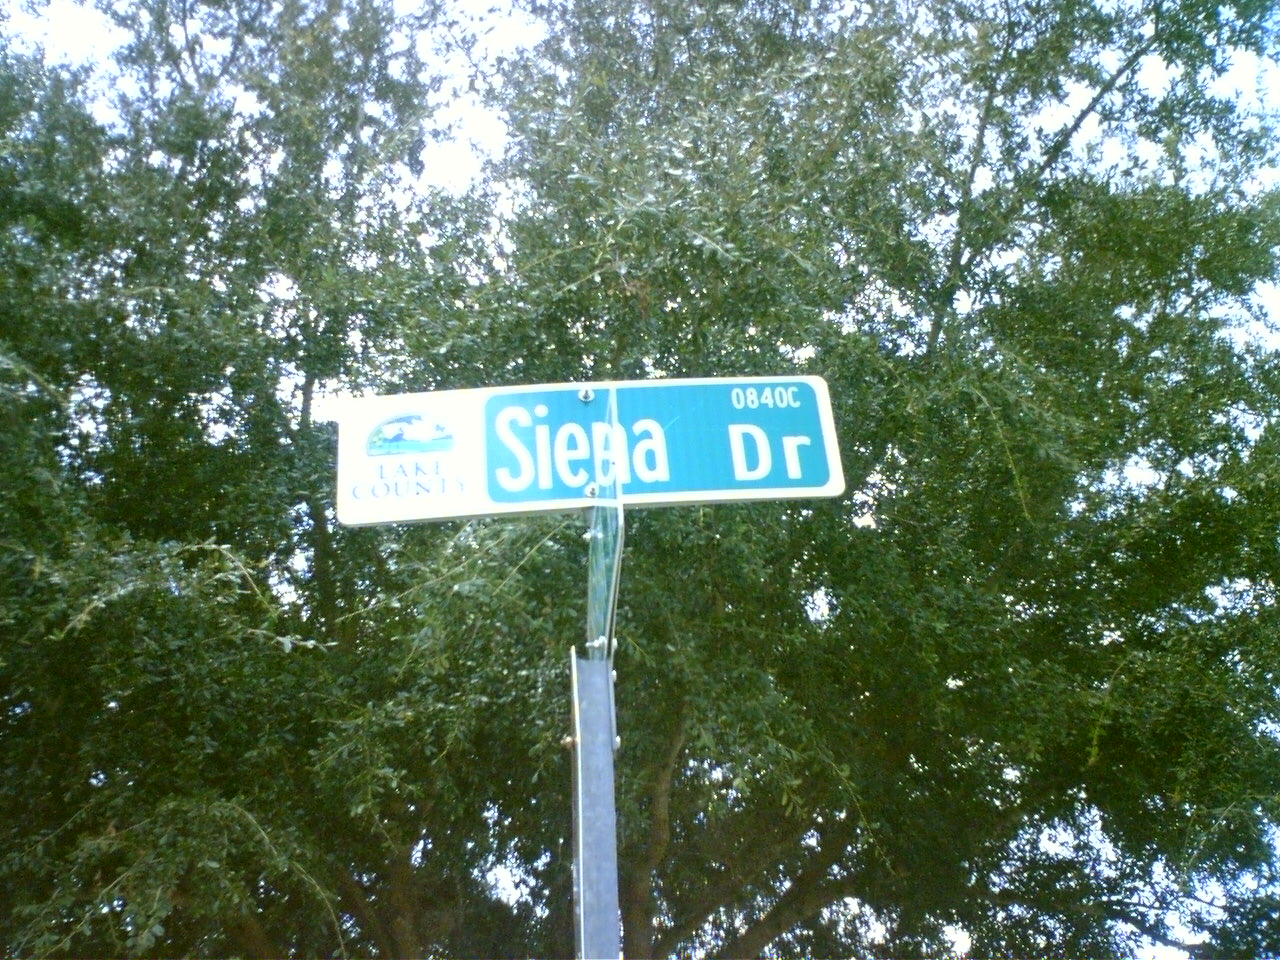 0840C
Siena Dr
LAKE
COUNTY